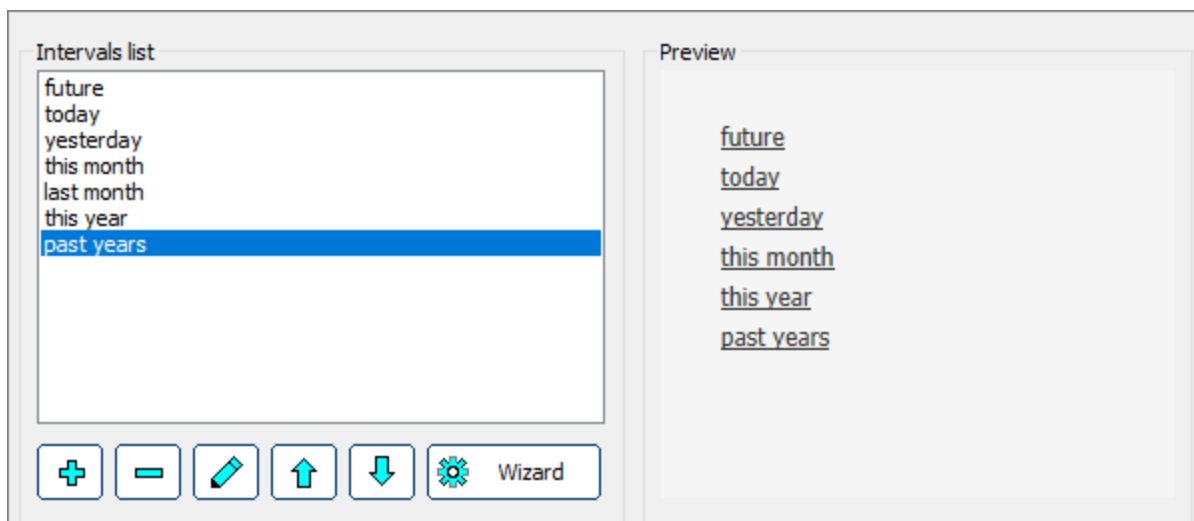 Intervals list
future
today
yesterday
this month
last month
this year
past years
Wizard
Preview
future
today
yesterday
this month
this year
past years